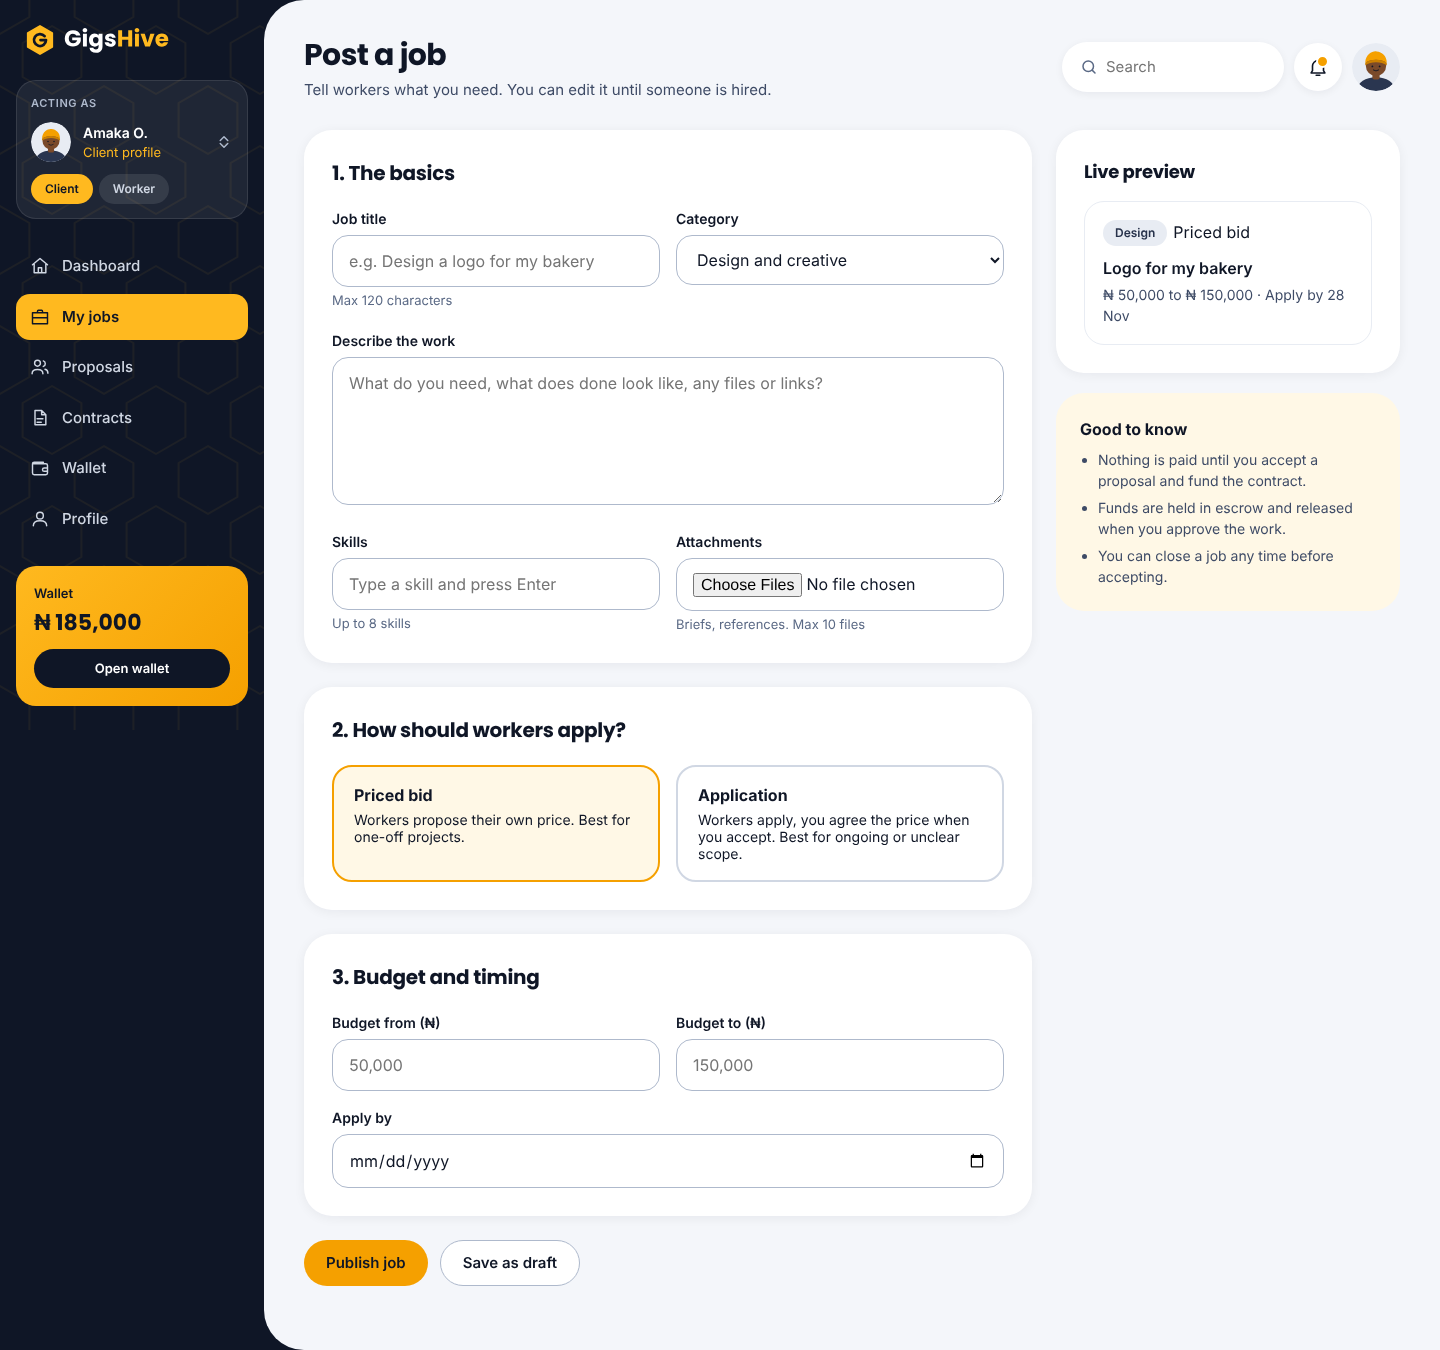 GigsHive
ACTING AS
Amaka O.
Client profile
Client
Worker
Dashboard
My jobs
Proposals
Contracts
Wallet
Profile
Wallet
₦ 185,000
Open wallet
Post a job
Tell workers what you need. You can edit it until someone is hired.
Search
1. The basics
Job title
Category
e.g. Design a logo for my bakery
Design and creative
Max 120 characters
Describe the work
What do you need, what does done look like, any files or links?
Skills
Attachments
Type a skill and press Enter
Choose Files No file chosen
Up to 8 skills
Briefs, references. Max 10 files
2. How should workers apply?
Priced bid
Workers propose their own price. Best for
one-off projects.
Application
Workers apply, you agree the price when
you accept. Best for ongoing or unclear
scope.
3. Budget and timing
Budget from (₦)
Budget to (₦)
50,000
150,000
Apply by
mm/dd/yyyy
Publish job
Save as draft
Live preview
Design
Priced bid
Logo for my bakery
₦ 50,000 to ₦ 150,000 · Apply by 28
Nov
Good to know
• Nothing is paid until you accept a
proposal and fund the contract.
• Funds are held in escrow and released
when you approve the work.
• You can close a job any time before
accepting.